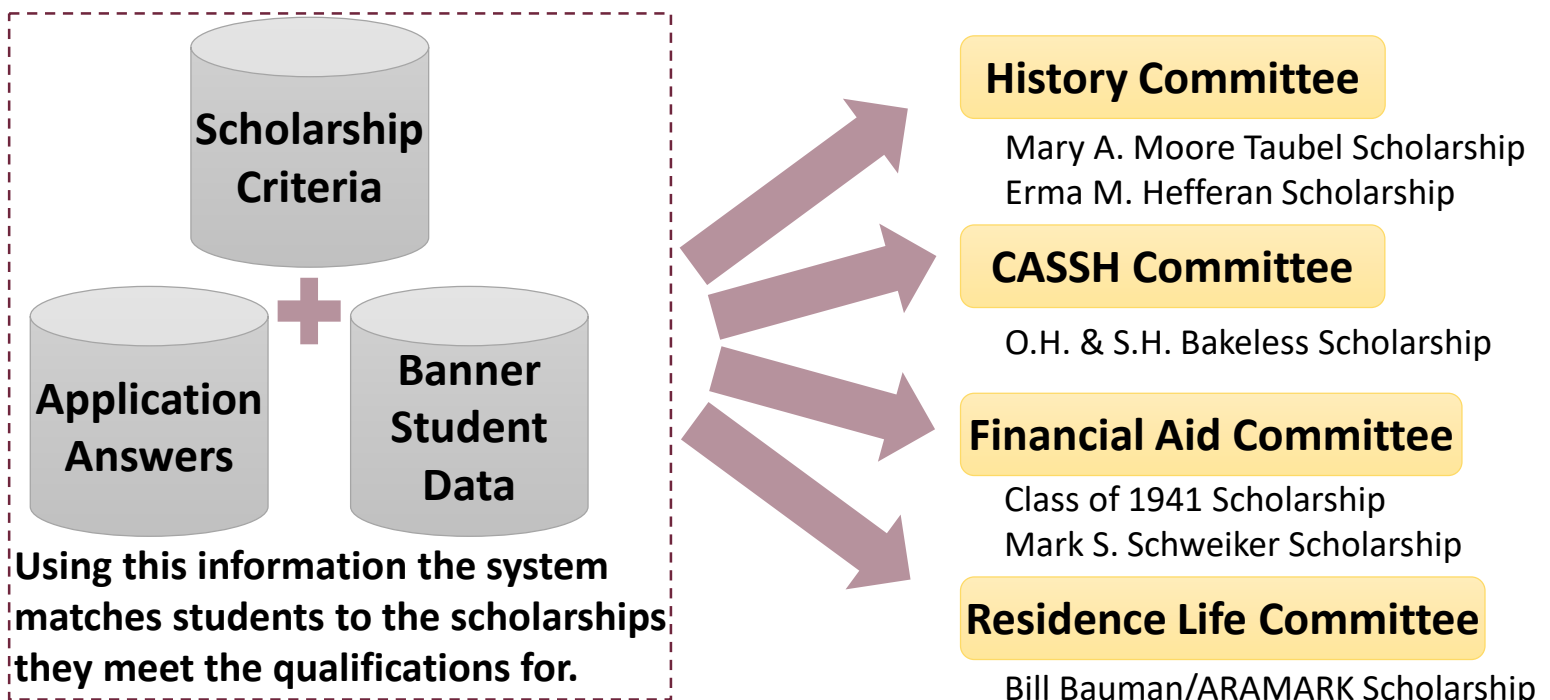 Scholarship
Criteria
Application
Answers
Banner
Student
Data
Using this information the system
matches students to the scholarships
they meet the qualifications for.
History Committee
Mary A. Moore Taubel Scholarship
Erma M. Hefferan Scholarship
CASSH Committee
O.H. & S.H. Bakeless Scholarship
Financial Aid Committee
Class of 1941 Scholarship
Mark S. Schweiker Scholarship
Residence Life Committee
Bill Bauman/ARAMARK Scholarship